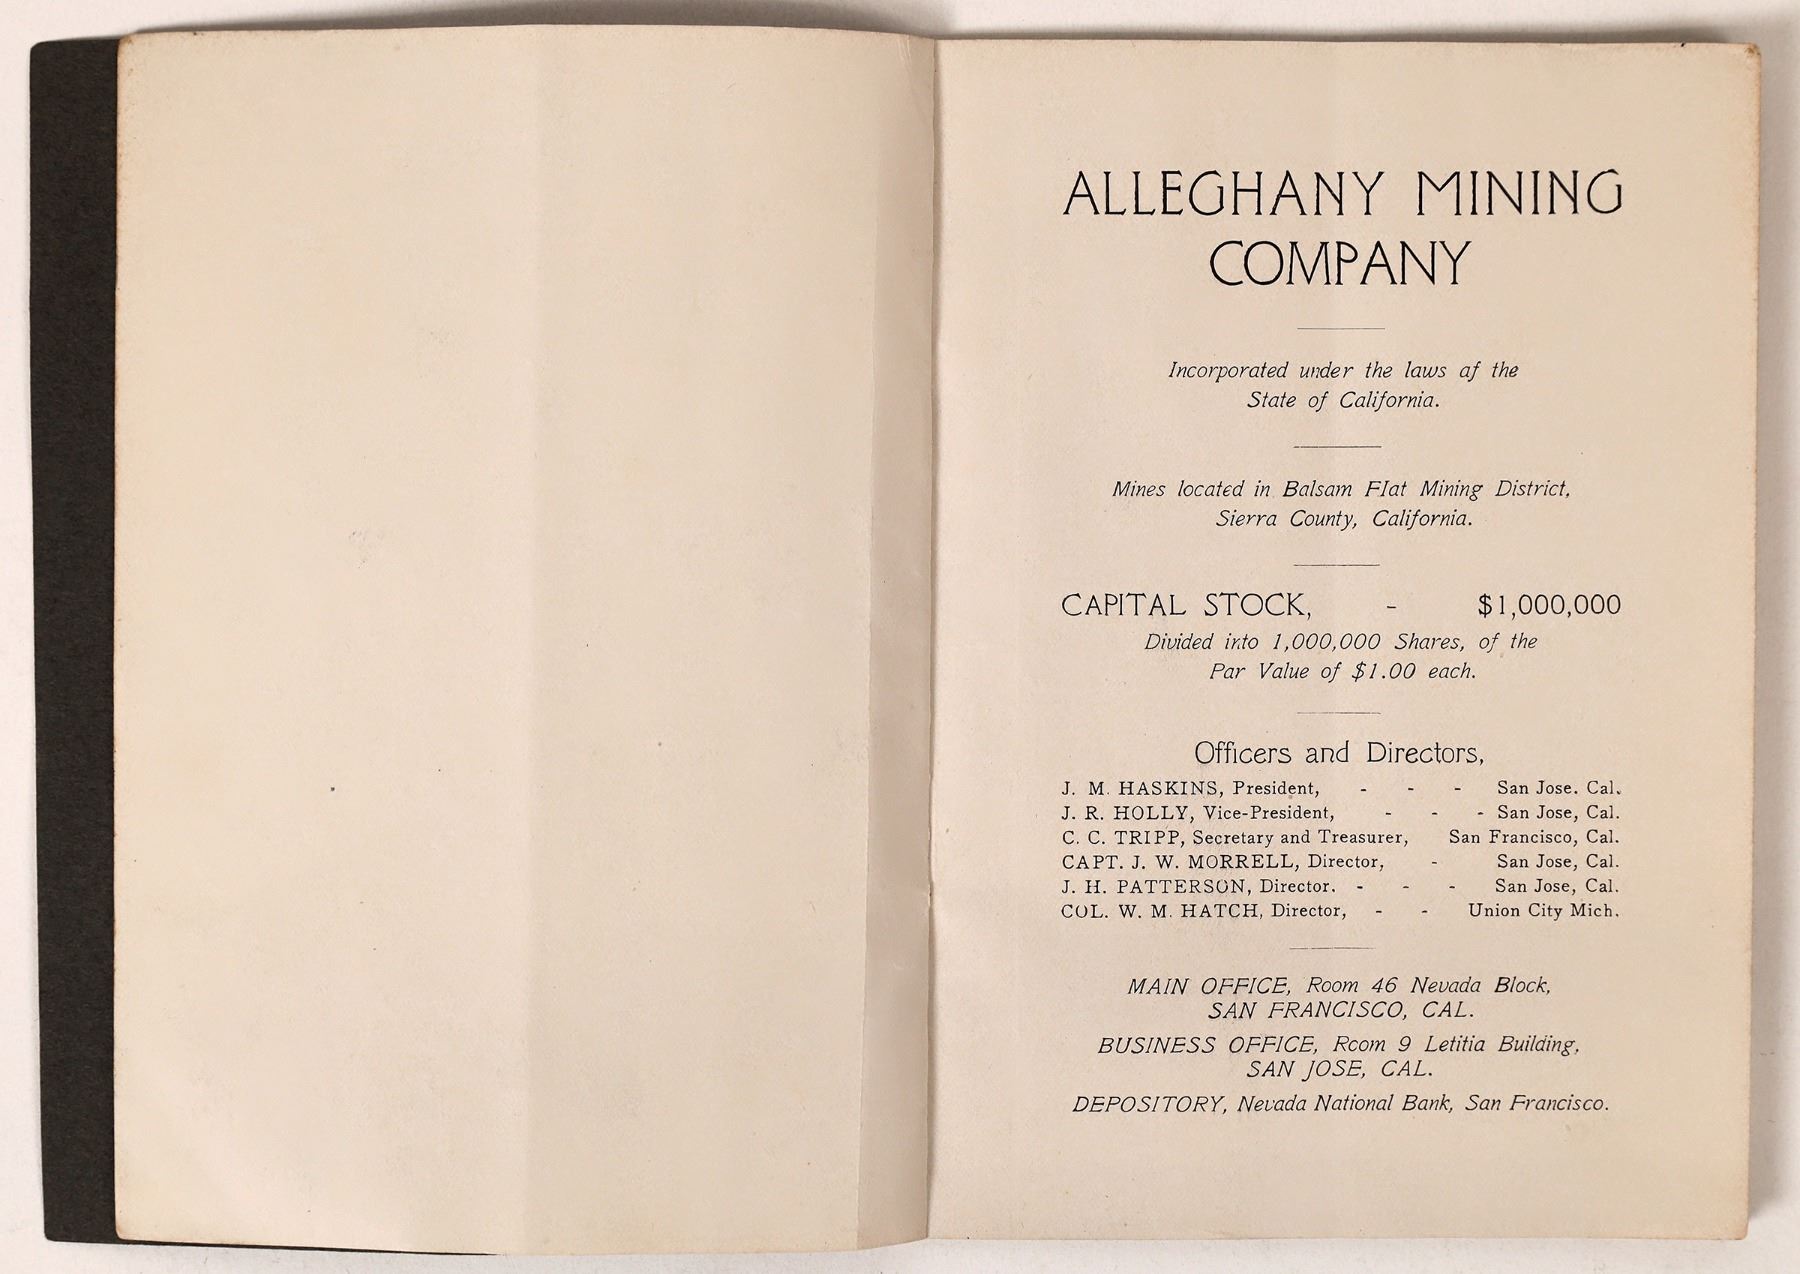 ALLEGHANY MINING
COMPANY
Incorporated under the laws af the
State of California.
Mines located in Balsam Flat Mining District,
Sierra County, California.
CAPITAL STOCK, - $1,000,000
Divided into 1,000,000 Shares, of the
Par Value of $1.00 each.
Officers and Directors,
J. M. HASKINS, President, - - - San Jose. Cal.
J. R. HOLLY, Vice-President, - - - San Jose, Cal.
C. C. TRIPP, Secretary and Treasurer, San Francisco, Cal.
CAPT. J. W. MORRELL, Director, - San Jose, Cal.
J. H. PATTERSON, Director. - - - San Jose, Cal.
COL. W. M. HATCH, Director, - - Union City Mich.
MAIN OFFICE, Room 46 Nevada Block,
SAN FRANCISCO, CAL.
BUSINESS OFFICE, Room 9 Letitia Building,
SAN JOSE, CAL.
DEPOSITORY, Nevada National Bank, San Francisco.